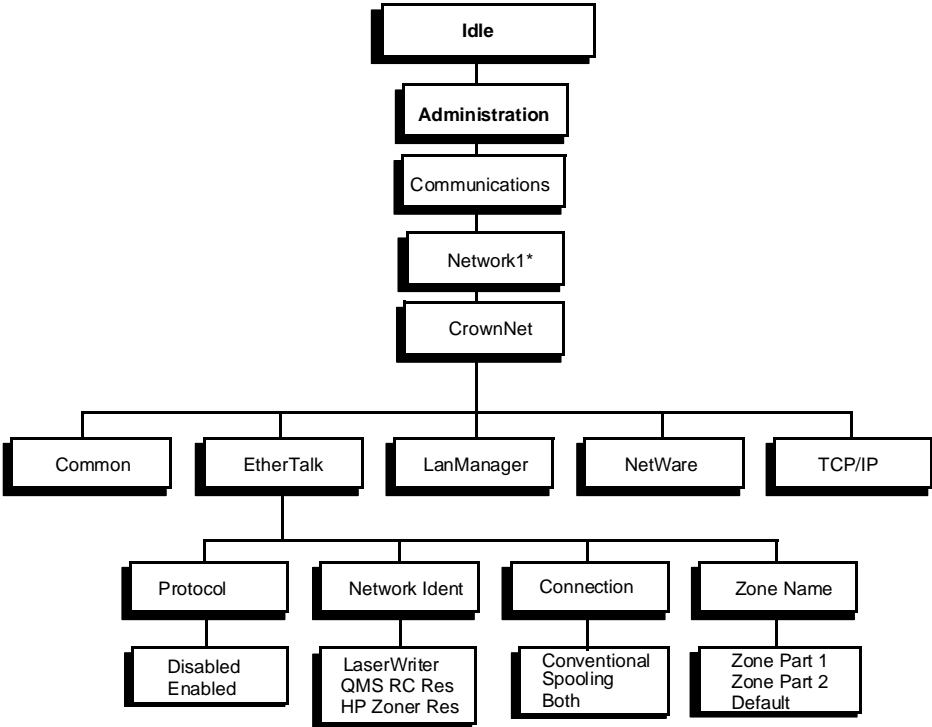 Idle
Administration
Communications
Network1*
CrownNet
Common
EtherTalk
LanManager
NetWare
TCP/IP
Protocol
Network Ident
Connection
Zone Name
Disabled
Enabled
LaserWriter
QMS RC Res
HP Zoner Res
Conventional
Spooling
Both
Zone Part 1
Zone Part 2
Default